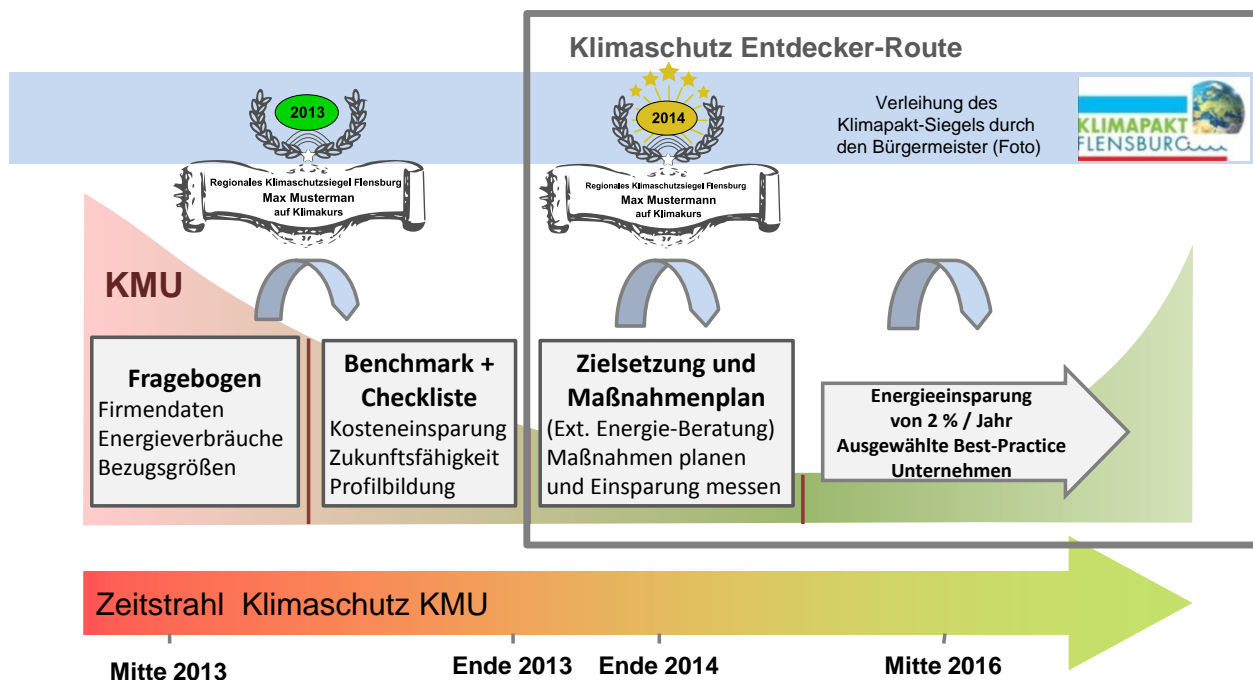 Klimaschutz Entdecker-Route
2013
Regionales Klimaschutzsiegel Flensburg
Max Musterman
auf Klimakurs
2014
Regionales Klimaschutzsiegel Flensburg
Max Mustermann
auf Klimakurs
Verleihung des
Klimapakt-Siegels durch
den Bürgermeister (Foto)
KLIMAPAKT
FLENSBURG
KMU
Fragebogen
Firmendaten
Energieverbräuche
Bezugsgrößen
Benchmark +
Checkliste
Kosteneinsparung
Zukunftsfähigkeit
Profilbildung
Zielsetzung und
Maßnahmenplan
(Ext. Energie-Beratung)
Maßnahmen planen
und Einsparung messen
Energieeinsparung
von 2 % / Jahr
Ausgewählte Best-Practice
Unternehmen
Zeitstrahl Klimaschutz KMU
Mitte 2013
Ende 2013
Ende 2014
Mitte 2016